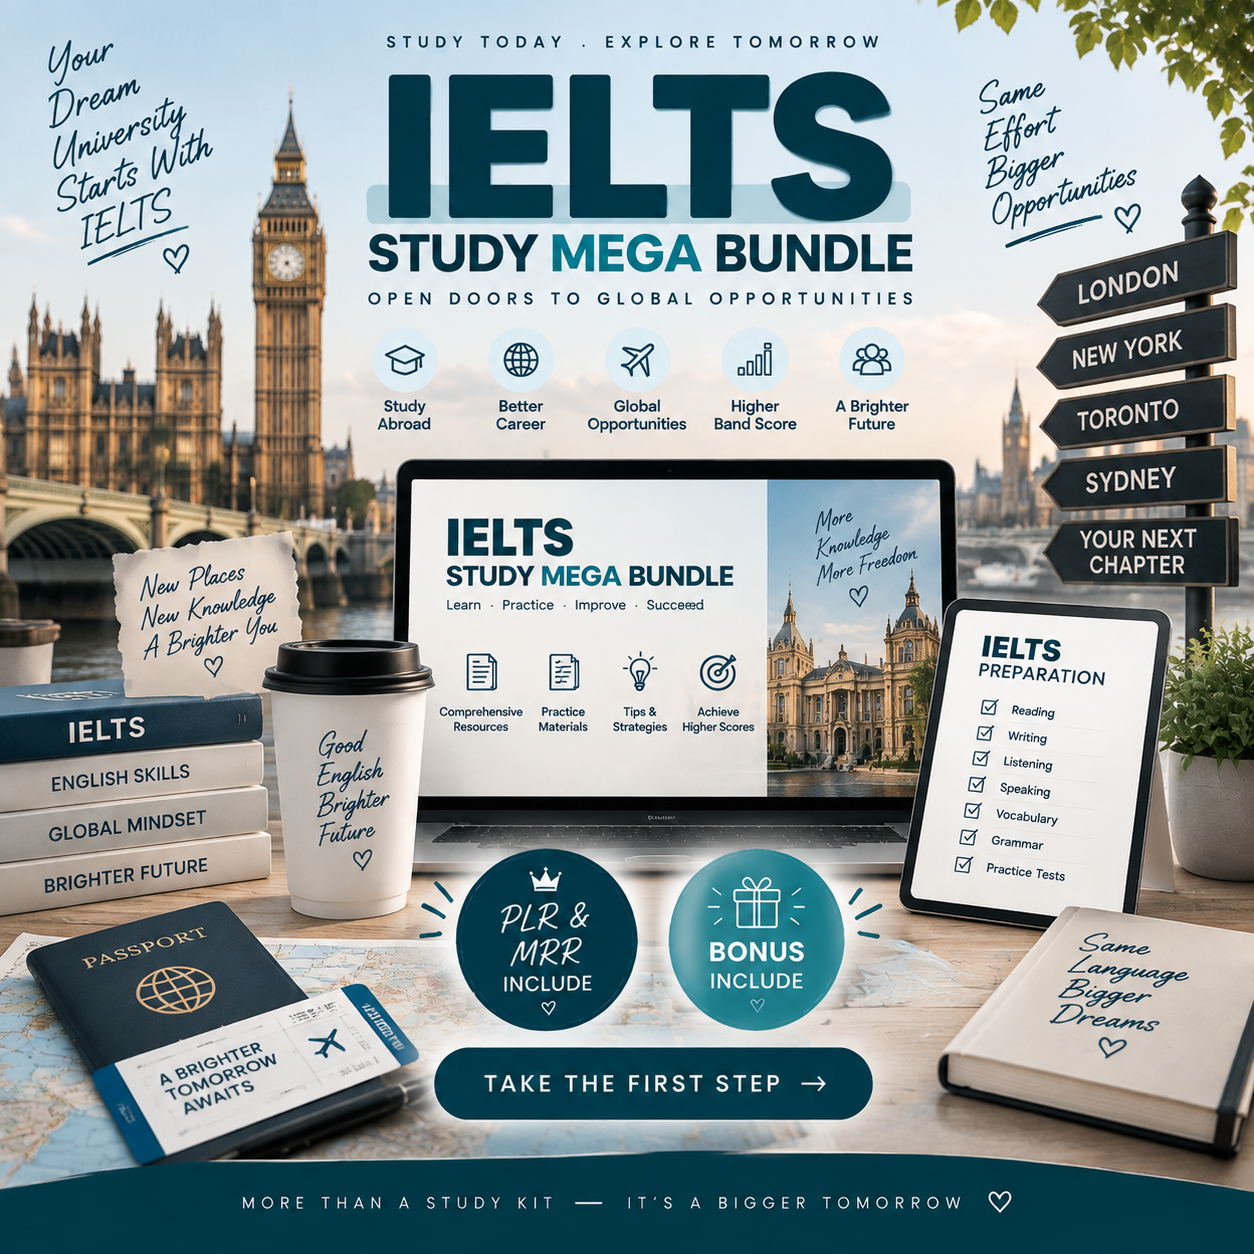 STUDY TODAY . EXPLORE TOMORROW
IELTS
STUDY MEGA BUNDLE
OPEN DOORS TO GLOBAL OPPORTUNITIES
Your
Dream
University
Starts With
IELTS
Same
Effort
Bigger
Opportunities
Study
Abroad
Better
Career
Global
Opportunities
Higher
Band Score
A Brighter
Future
LONDON
NEW YORK
TORONTO
SYDNEY
YOUR NEXT
CHAPTER
IELTS
STUDY MEGA BUNDLE
Learn · Practice · Improve · Succeed
Comprehensive
Resources
Practice
Materials
Tips &
Strategies
Achieve
Higher Scores
More
Knowledge
More Freedom
New Places
New Knowledge
A Brighter You
IELTS
ENGLISH SKILLS
GLOBAL MINDSET
BRIGHTER FUTURE
Good
English
Brighter
Future
IELTS
PREPARATION
Reading
Writing
Listening
Speaking
Vocabulary
Grammar
Practice Tests
PLR &
MRR
INCLUDE
BONUS
INCLUDE
PASSPORT
A BRIGHTER
TOMORROW
AWAITS
Same
Language
Bigger
Dreams
TAKE THE FIRST STEP →
MORE THAN A STUDY KIT — IT'S A BIGGER TOMORROW